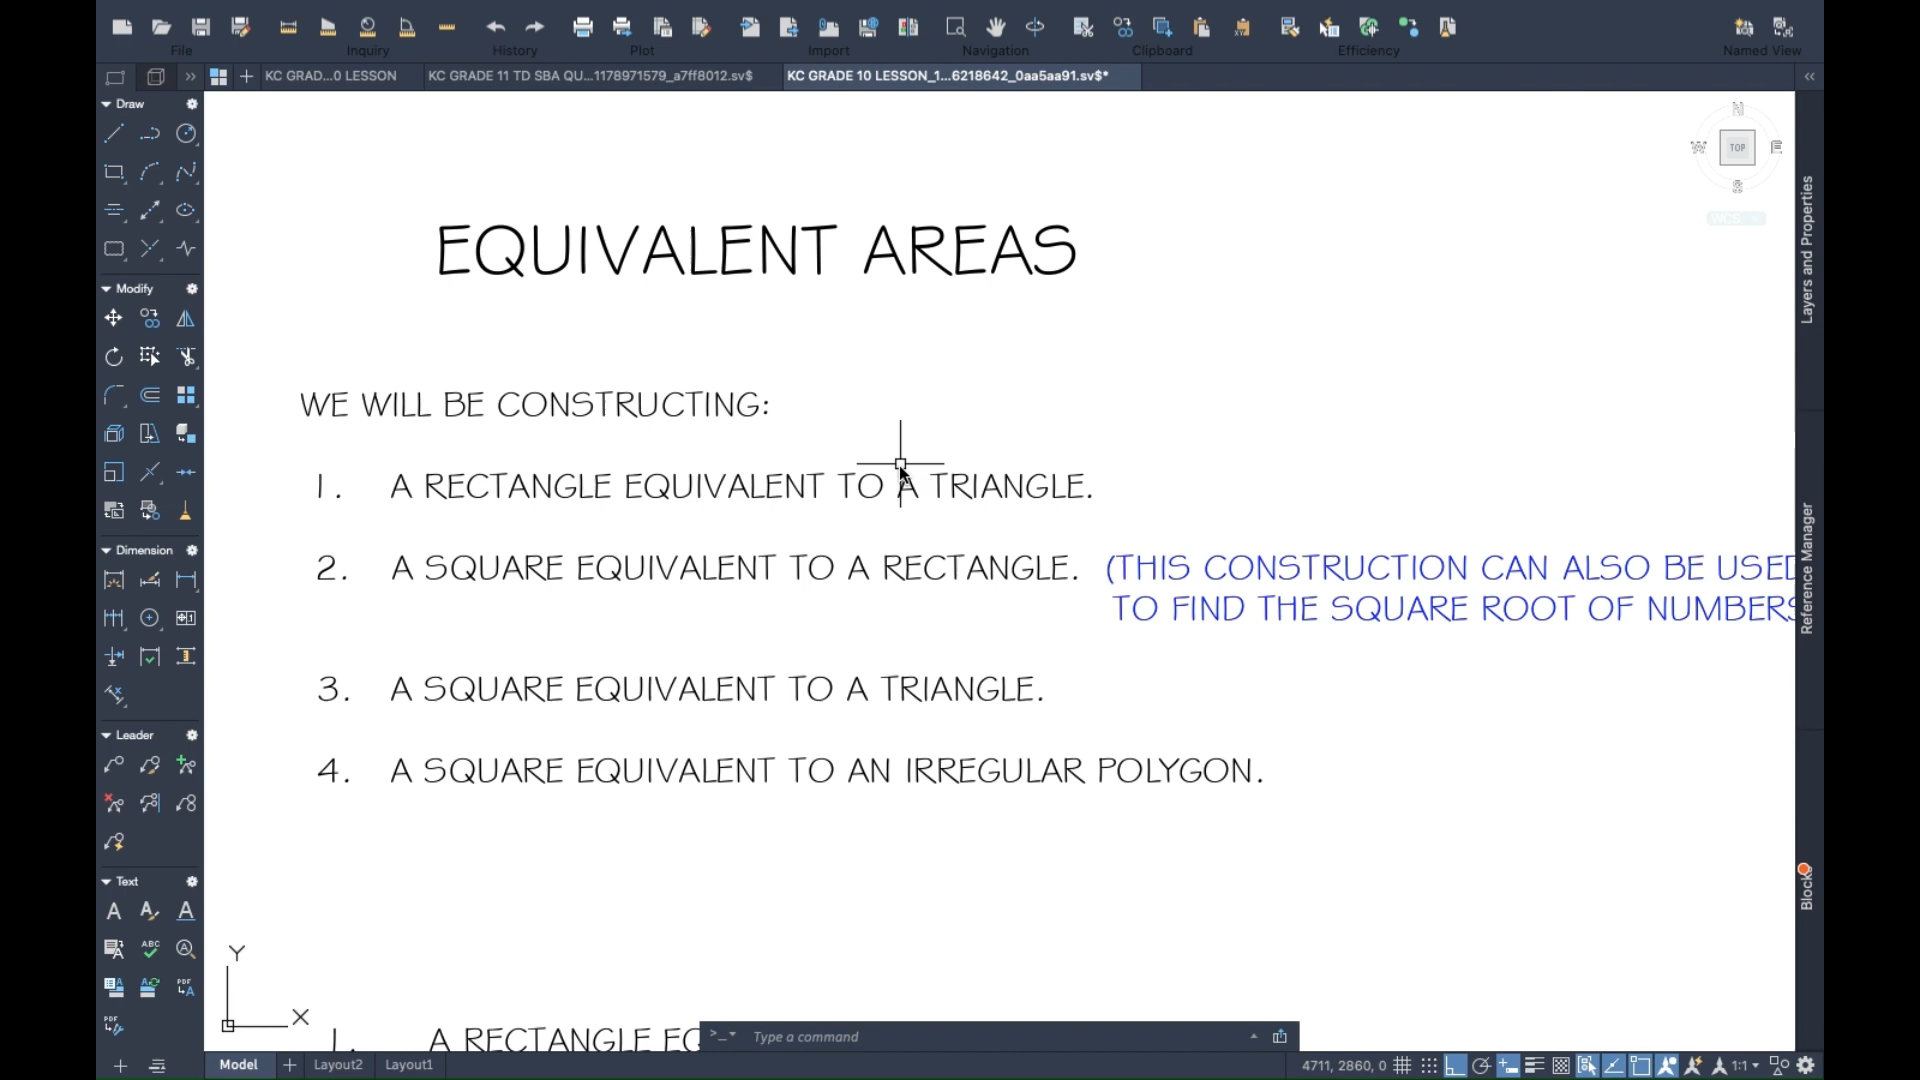 File Inquiry History Plot Import Navigation Clipboard Efficiency Named View
KC GRAD...0 LESSON KC GRADE 11 TD SBA QU...1178971579_a7ff8012.sv$ KC GRADE 10 LESSON_1...6218642_0aa5aa91.sv$*
Draw
Modify
Dimension
Leader
Text
N
W TOP E
S
WCS
Layers and Properties
Reference Manager
Blocks
EQUIVALENT AREAS
WE WILL BE CONSTRUCTING:
1. A RECTANGLE EQUIVALENT TO A TRIANGLE.
2. A SQUARE EQUIVALENT TO A RECTANGLE. (THIS CONSTRUCTION CAN ALSO BE USED
TO FIND THE SQUARE ROOT OF NUMBERS
3. A SQUARE EQUIVALENT TO A TRIANGLE.
4. A SQUARE EQUIVALENT TO AN IRREGULAR POLYGON.
Y
X
1. A RECTANGLE EQ
Type a command
Model Layout2 Layout1
4711, 2860, 0 1:1